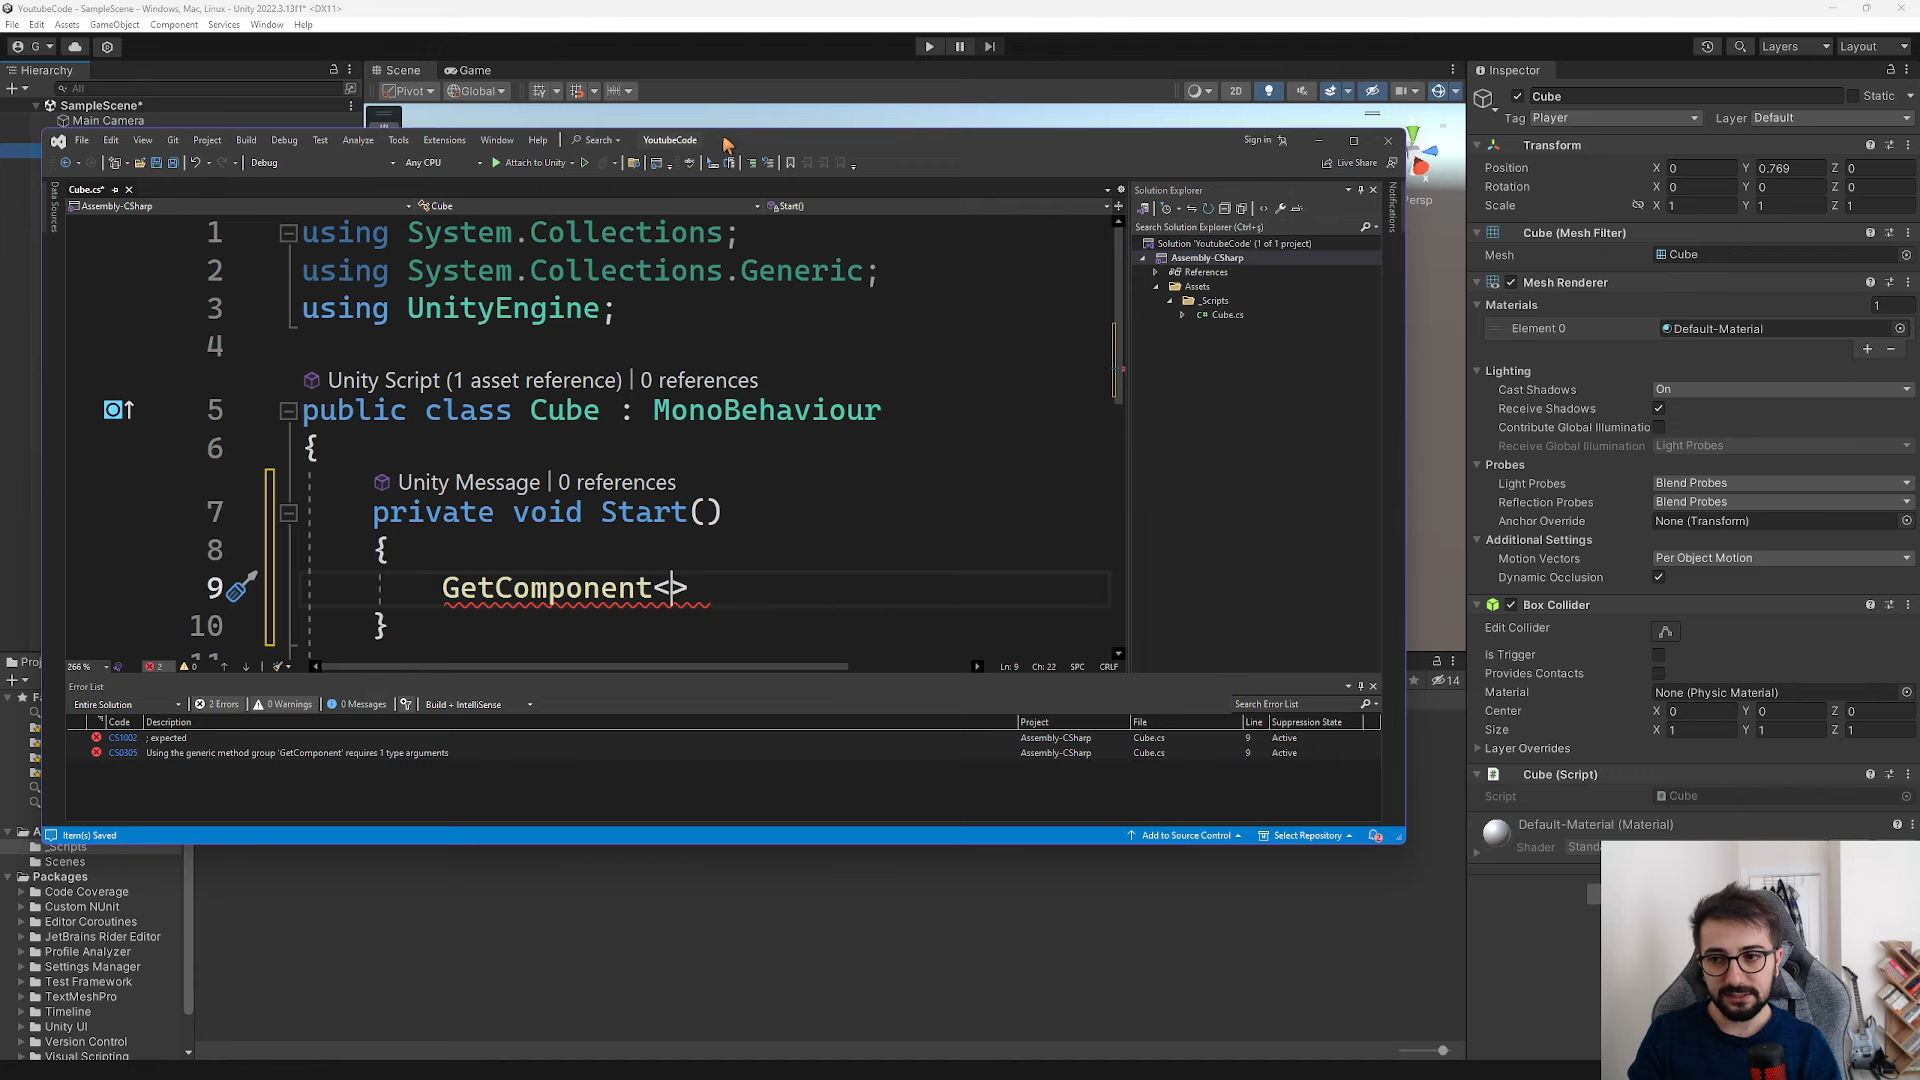 YoutubeCode - SampleScene - Windows, Mac, Linux - Unity 2022.3.13f1* <DX11>
File Edit Assets GameObject Component Services Window Help
G
Layers Layout
Hierarchy
All
SampleScene*
Main Camera
Scene Game
Pivot Global
2D
Persp
File Edit View Git Project Build Debug Test Analyze Tools Extensions Window Help Search YoutubeCode Sign in
Debug Any CPU Attach to Unity Live Share
Data Sources
Cube.cs*
Assembly-CSharp Cube Start()
1 using System.Collections;
2 using System.Collections.Generic;
3 using UnityEngine;
4
Unity Script (1 asset reference) | 0 references
5 public class Cube : MonoBehaviour
6 {
Unity Message | 0 references
7 private void Start()
8 {
9 GetComponent<>
10 }
266 % 2 0 Ln: 9 Ch: 22 SPC CRLF
Solution Explorer
Search Solution Explorer (Ctrl+ş)
Solution 'YoutubeCode' (1 of 1 project)
Assembly-CSharp
References
Assets
_Scripts
C# Cube.cs
Notifications
Error List
Entire Solution 2 Errors 0 Warnings 0 Messages Build + IntelliSense Search Error List
Code Description Project File Line Suppression State
CS1002 ; expected Assembly-CSharp Cube.cs 9 Active
CS0305 Using the generic method group 'GetComponent' requires 1 type arguments Assembly-CSharp Cube.cs 9 Active
Item(s) Saved Add to Source Control Select Repository 2
14
_Scripts
Scenes
Packages
Code Coverage
Custom NUnit
Editor Coroutines
JetBrains Rider Editor
Profile Analyzer
Settings Manager
Test Framework
TextMeshPro
Timeline
Unity UI
Version Control
Visual Scripting
Inspector
Cube Static
Tag Player Layer Default
Transform
Position X 0 Y 0.769 Z 0
Rotation X 0 Y 0 Z 0
Scale X 1 Y 1 Z 1
Cube (Mesh Filter)
Mesh Cube
Mesh Renderer
Materials 1
Element 0 Default-Material
Lighting
Cast Shadows On
Receive Shadows
Contribute Global Illuminatio
Receive Global Illumination Light Probes
Probes
Light Probes Blend Probes
Reflection Probes Blend Probes
Anchor Override None (Transform)
Additional Settings
Motion Vectors Per Object Motion
Dynamic Occlusion
Box Collider
Edit Collider
Is Trigger
Provides Contacts
Material None (Physic Material)
Center X 0 Y 0 Z 0
Size X 1 Y 1 Z 1
Layer Overrides
Cube (Script)
Script Cube
Default-Material (Material)
Shader